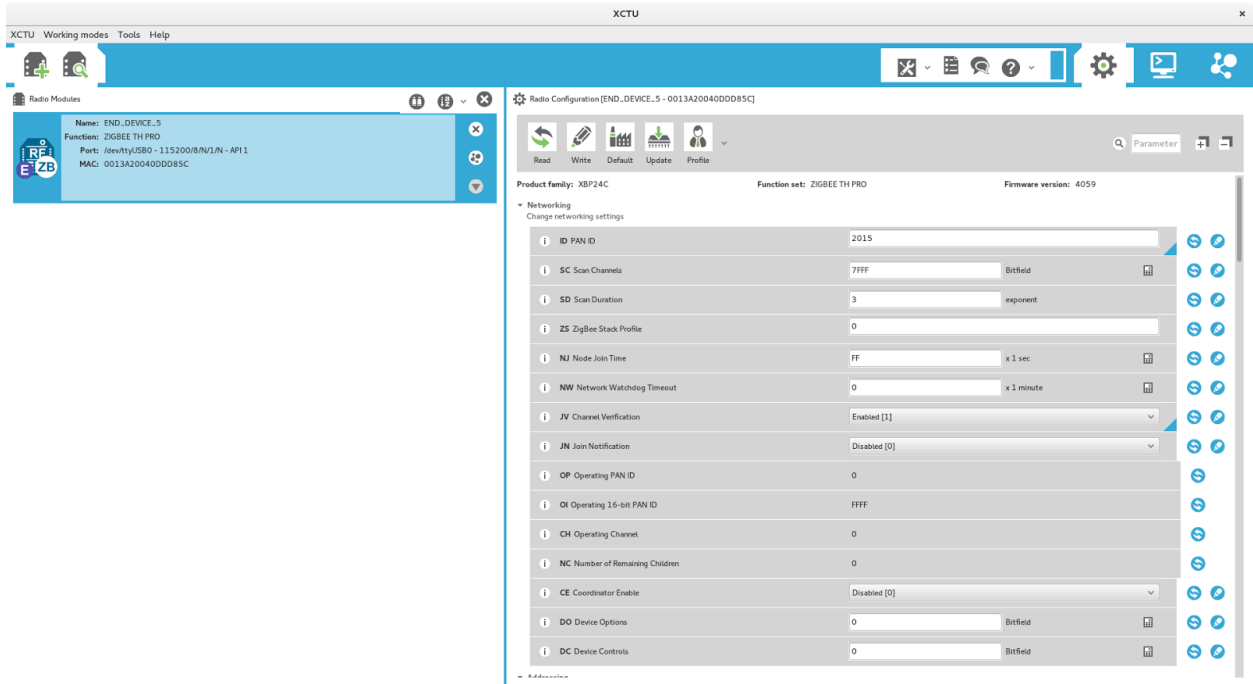 XCTU
XCTU Working modes Tools Help
Radio Modules
Name: END_DEVICE_5
Function: ZIGBEE TH PRO
Port: /dev/ttyUSB0 - 115200/8/N/1/N - API 1
MAC: 0013A20040DDD85C
RE
E ZB
Radio Configuration [END_DEVICE_5 - 0013A20040DDD85C]
Read Write Default Update Profile
Parameter
Product family: XBP24C Function set: ZIGBEE TH PRO Firmware version: 4059
Networking
Change networking settings
i ID PAN ID 2015
i SC Scan Channels 7FFF Bitfield
i SD Scan Duration 3 exponent
i ZS ZigBee Stack Profile 0
i NJ Node Join Time FF x 1 sec
i NW Network Watchdog Timeout 0 x 1 minute
i JV Channel Verification Enabled [1]
i JN Join Notification Disabled [0]
i OP Operating PAN ID 0
i OI Operating 16-bit PAN ID FFFF
i CH Operating Channel 0
i NC Number of Remaining Children 0
i CE Coordinator Enable Disabled [0]
i DO Device Options 0 Bitfield
i DC Device Controls 0 Bitfield
Addressing